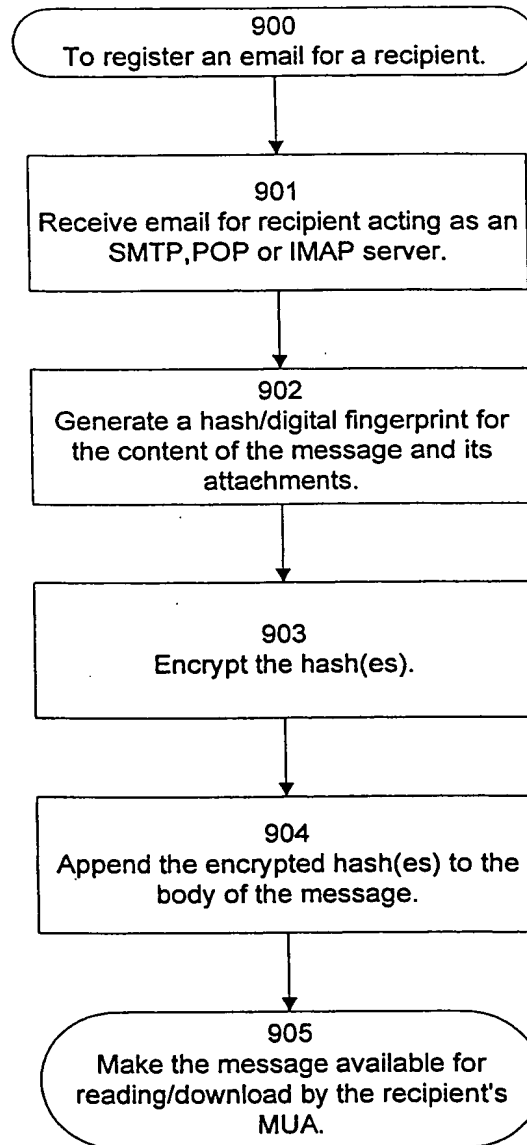 900
To register an email for a recipient.
901
Receive email for recipient acting as an
SMTP,POP or IMAP server.
902
Generate a hash/digital fingerprint for
the content of the message and its
attachments.
903
Encrypt the hash(es).
904
Append the encrypted hash(es) to the
body of the message.
905
Make the message available for
reading/download by the recipient's
MUA.